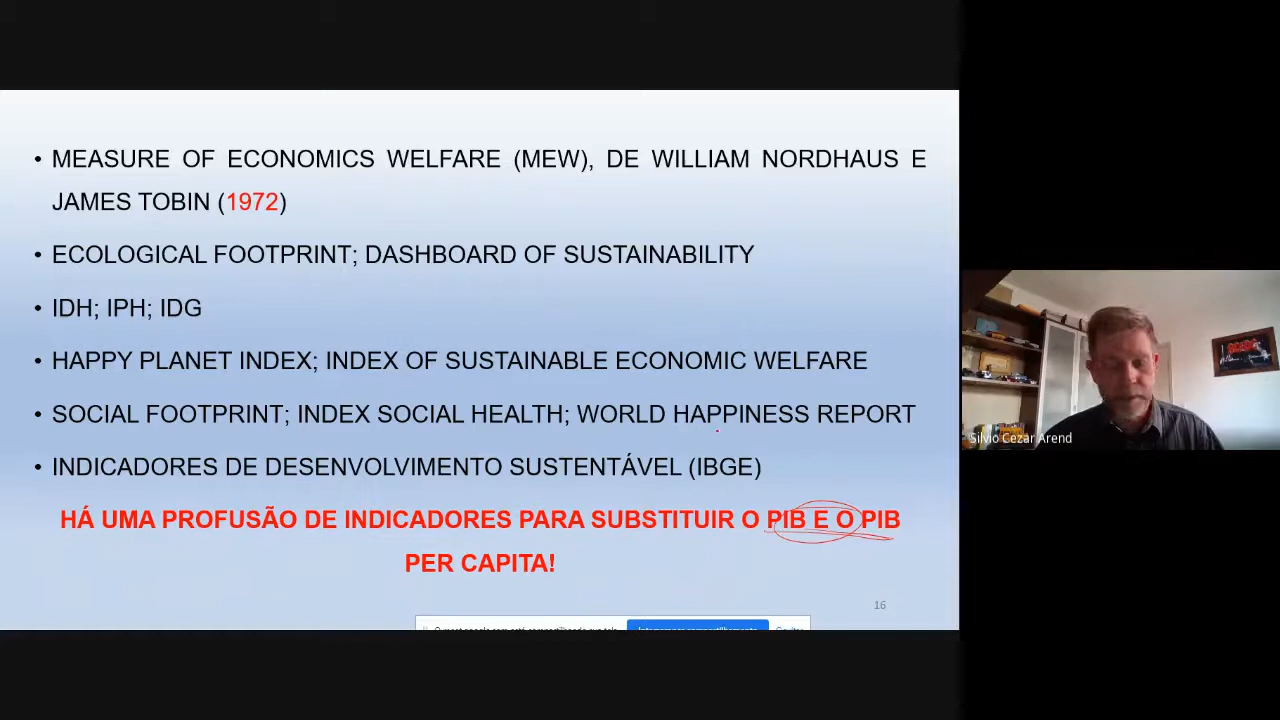 • MEASURE OF ECONOMICS WELFARE (MEW), DE WILLIAM NORDHAUS E
JAMES TOBIN (1972)
• ECOLOGICAL FOOTPRINT; DASHBOARD OF SUSTAINABILITY
• IDH; IPH; IDG
• HAPPY PLANET INDEX; INDEX OF SUSTAINABLE ECONOMIC WELFARE
• SOCIAL FOOTPRINT; INDEX SOCIAL HEALTH; WORLD HAPPINESS REPORT
• INDICADORES DE DESENVOLVIMENTO SUSTENTÁVEL (IBGE)
HÁ UMA PROFUSÃO DE INDICADORES PARA SUBSTITUIR O PIB E O PIB
PER CAPITA!
16
Silvio Cezar Arend